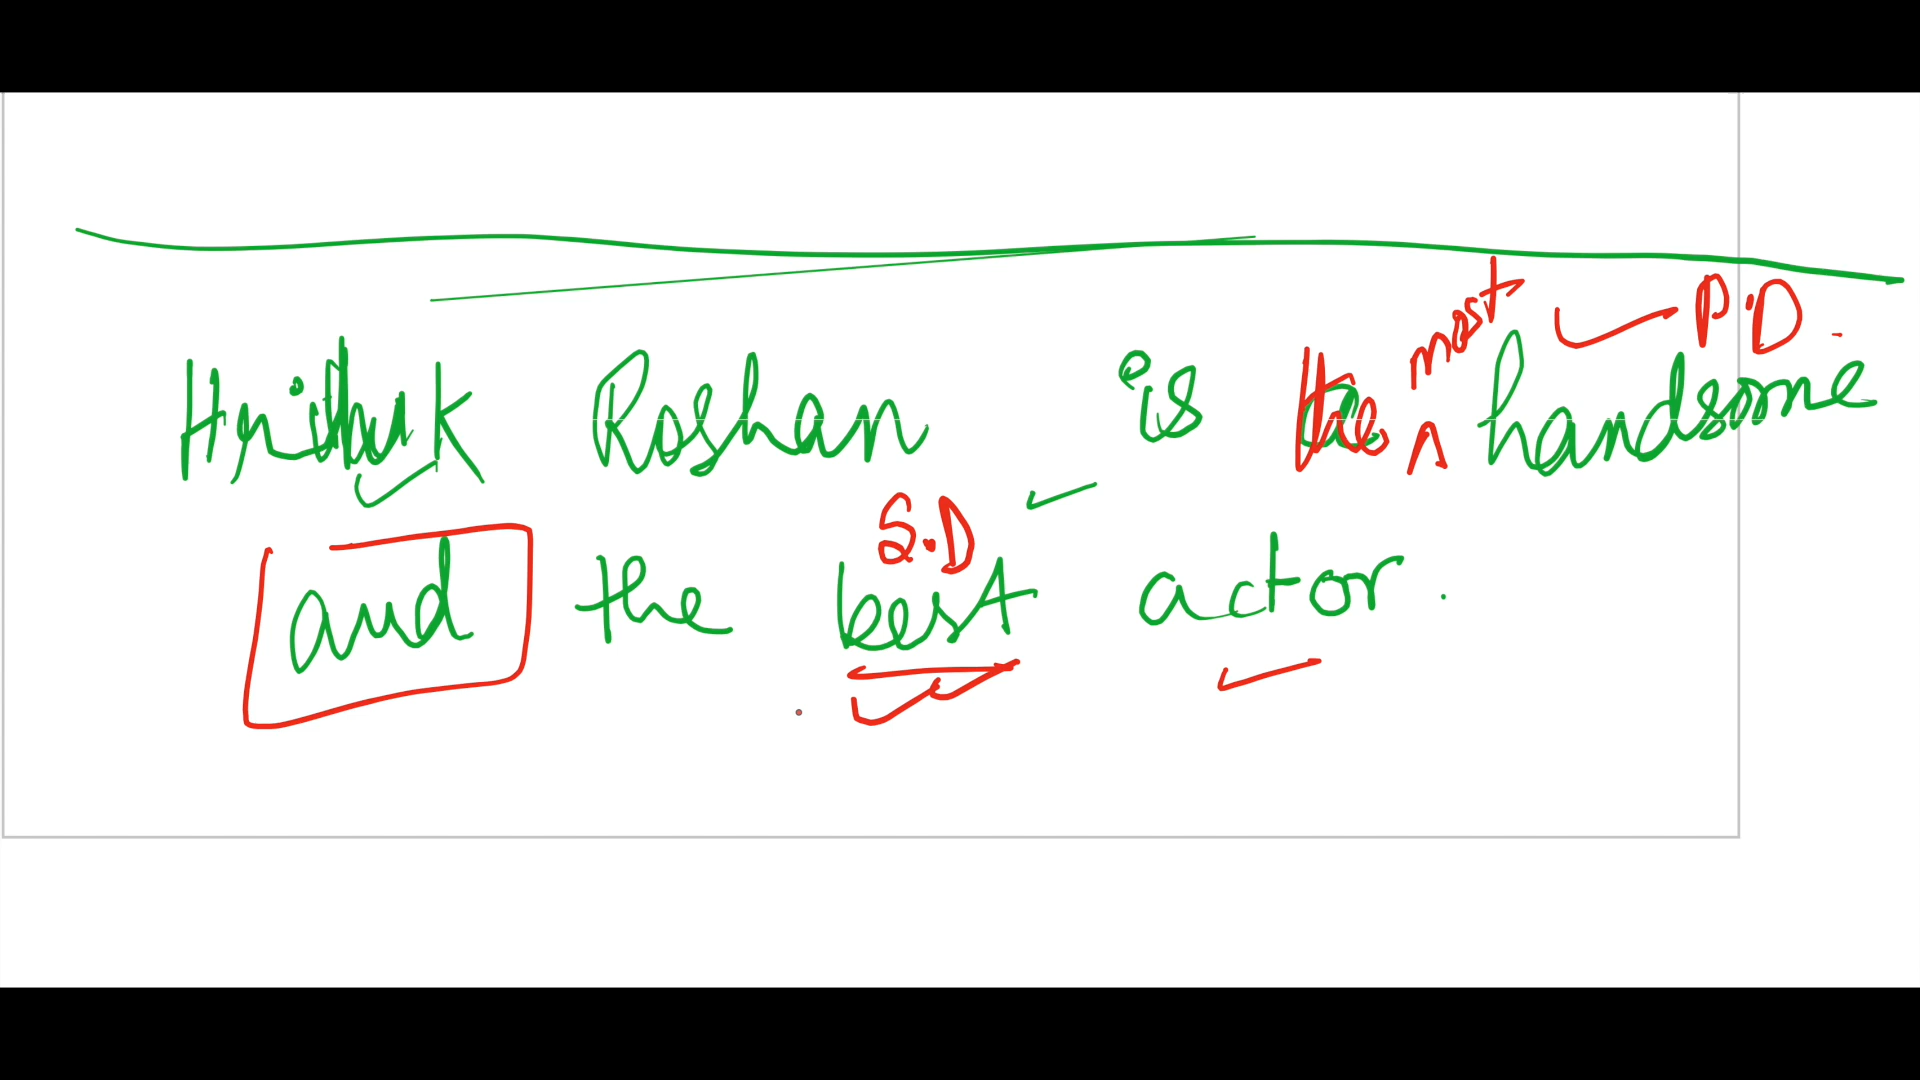 most P.D.
Hrithik Roshan is the ^ handsome
S.D
and the best actor.